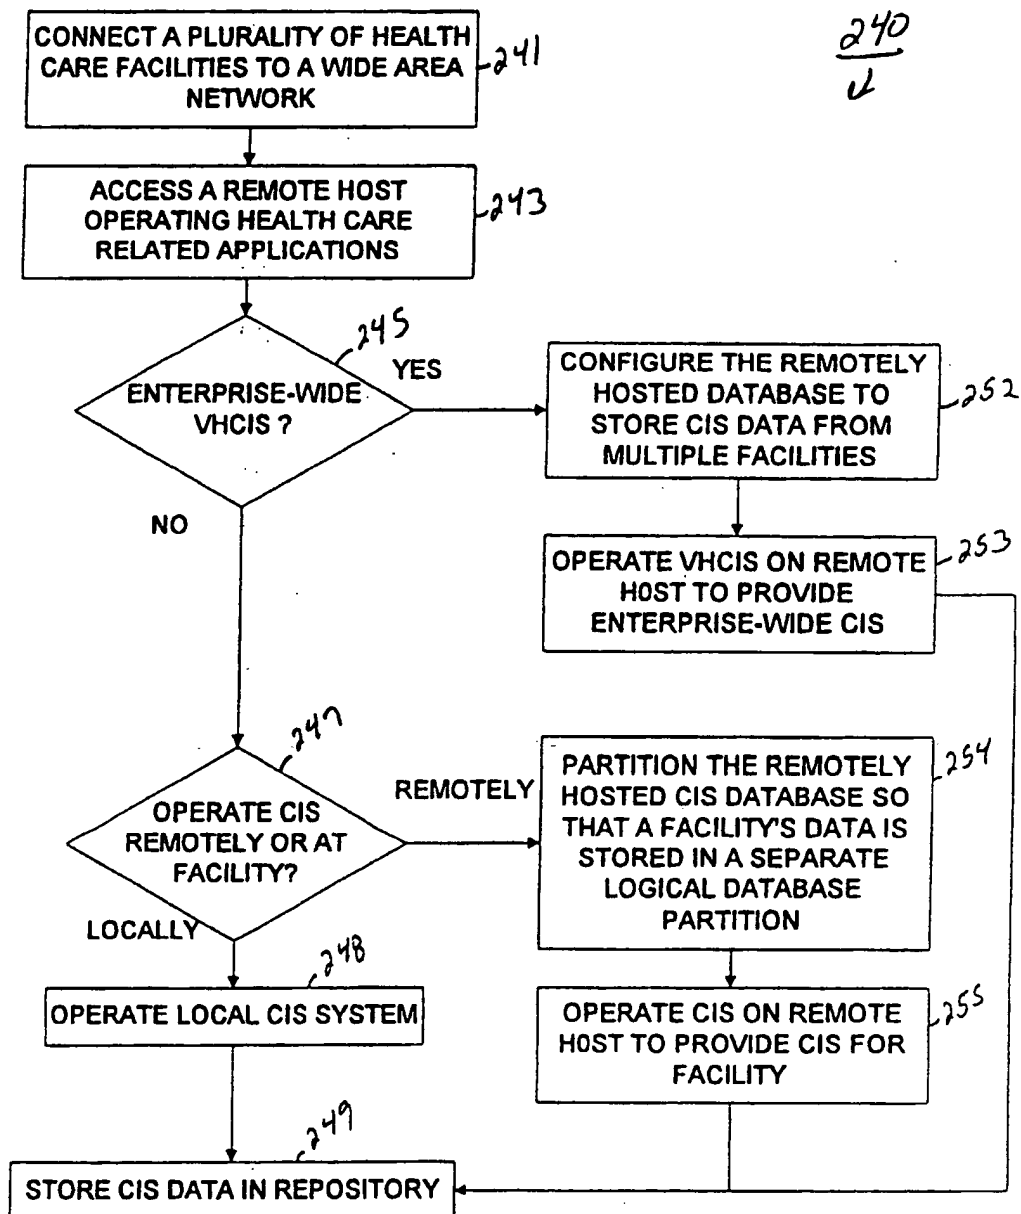 240
CONNECT A PLURALITY OF HEALTH
CARE FACILITIES TO A WIDE AREA
NETWORK
241
ACCESS A REMOTE HOST
OPERATING HEALTH CARE
RELATED APPLICATIONS
243
245
ENTERPRISE-WIDE
VHCIS ?
YES
NO
CONFIGURE THE REMOTELY
HOSTED DATABASE TO
STORE CIS DATA FROM
MULTIPLE FACILITIES
252
OPERATE VHCIS ON REMOTE
HOST TO PROVIDE
ENTERPRISE-WIDE CIS
253
247
OPERATE CIS
REMOTELY OR AT
FACILITY?
REMOTELY
LOCALLY
PARTITION THE REMOTELY
HOSTED CIS DATABASE SO
THAT A FACILITY'S DATA IS
STORED IN A SEPARATE
LOGICAL DATABASE
PARTITION
254
248
OPERATE LOCAL CIS SYSTEM
OPERATE CIS ON REMOTE
HOST TO PROVIDE CIS FOR
FACILITY
255
249
STORE CIS DATA IN REPOSITORY